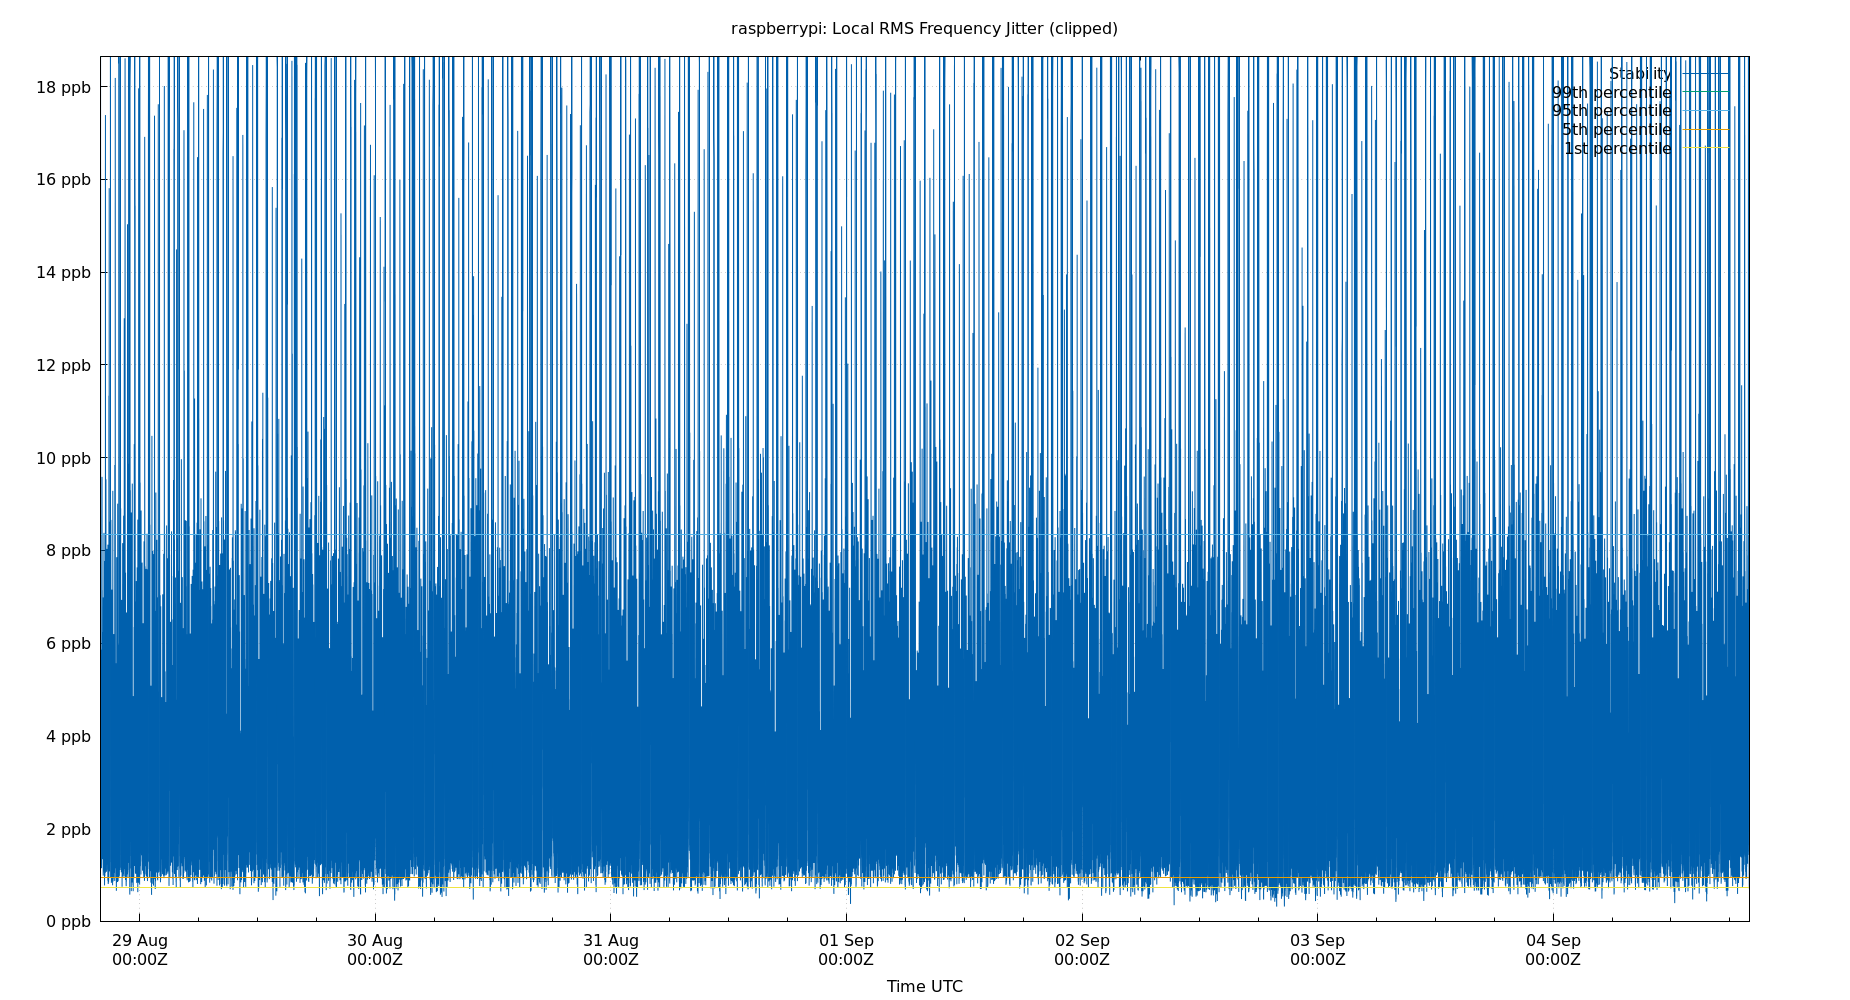 raspberrypi: Local RMS Frequency Jitter (clipped)
18 ppb
16 ppb
14 ppb
12 ppb
10 ppb
8 ppb
6 ppb
4 ppb
2 ppb
0 ppb
Stability
99th percentile
95th percentile
5th percentile
1st percentile
29 Aug
00:00Z
30 Aug
00:00Z
31 Aug
00:00Z
01 Sep
00:00Z
02 Sep
00:00Z
03 Sep
00:00Z
04 Sep
00:00Z
Time UTC